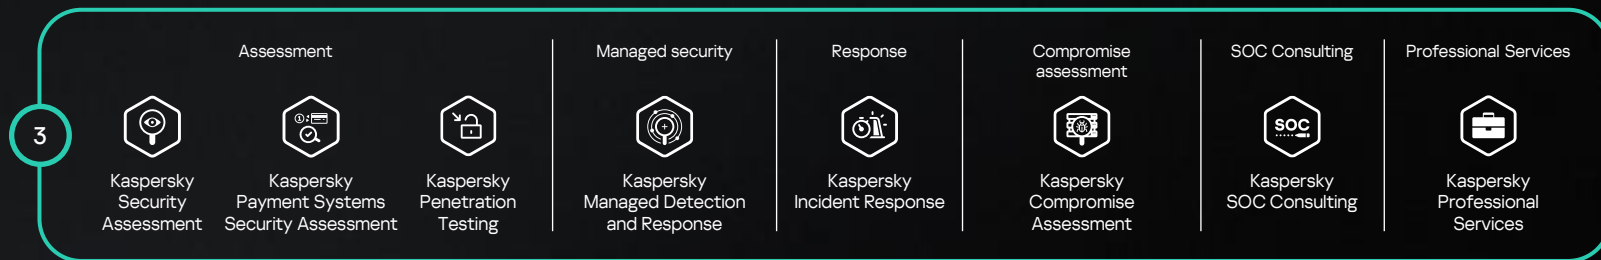 3
Assessment
Kaspersky
Security
Assessment
Kaspersky
Payment Systems
Security Assessment
Kaspersky
Penetration
Testing
Managed security
Kaspersky
Managed Detection
and Response
Response
Kaspersky
Incident Response
Compromise
assessment
Kaspersky
Compromise
Assessment
SOC Consulting
SOC
Kaspersky
SOC Consulting
Professional Services
Kaspersky
Professional
Services